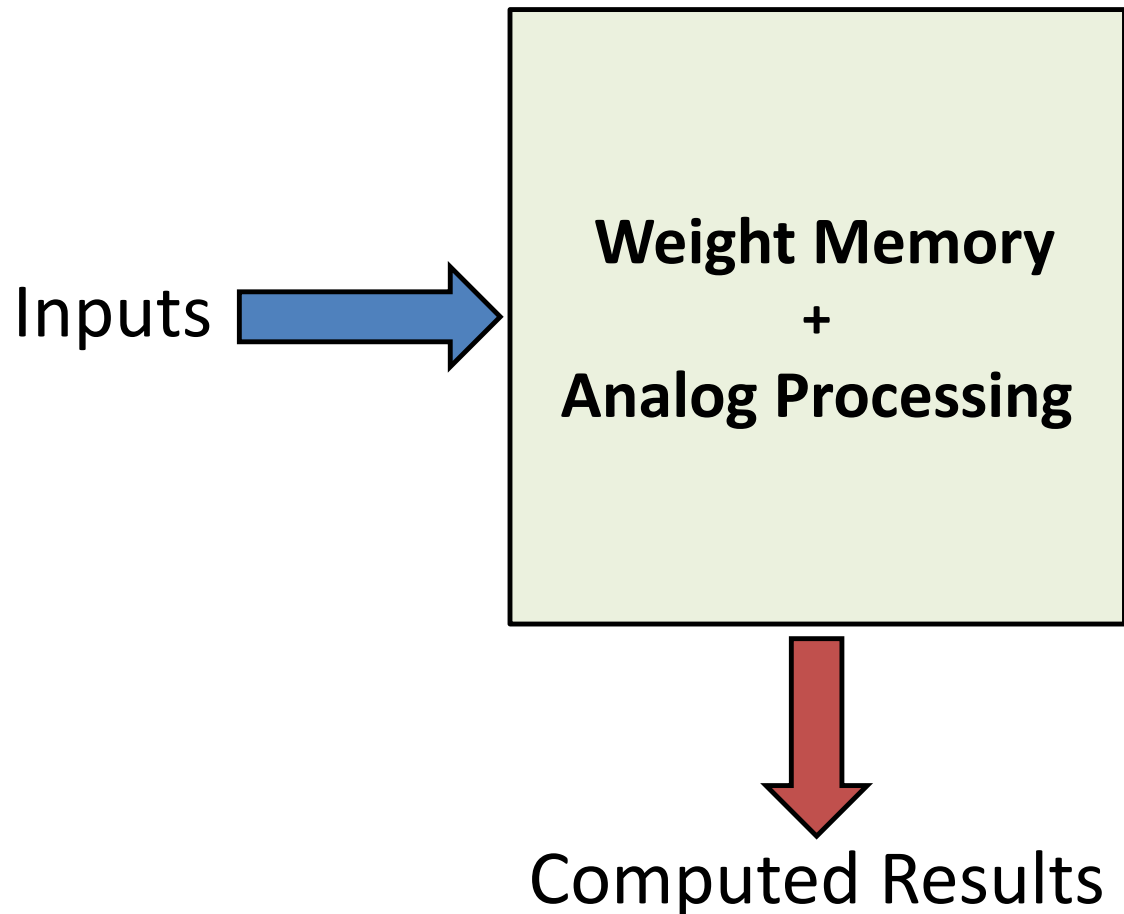 Inputs
Weight Memory
+
Analog Processing
Computed Results